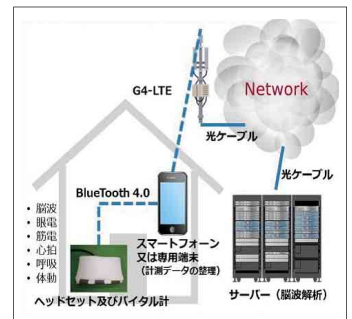 G4-LTE
Network
光ケーブル
光ケーブル
BlueTooth 4.0
・脳波
・眼電
・筋電
・心拍
・呼吸
・体動
スマートフォーン
又は専用端末
(計測データの整理)
ヘッドセット及びバイタル計
サーバー(脳波解析)